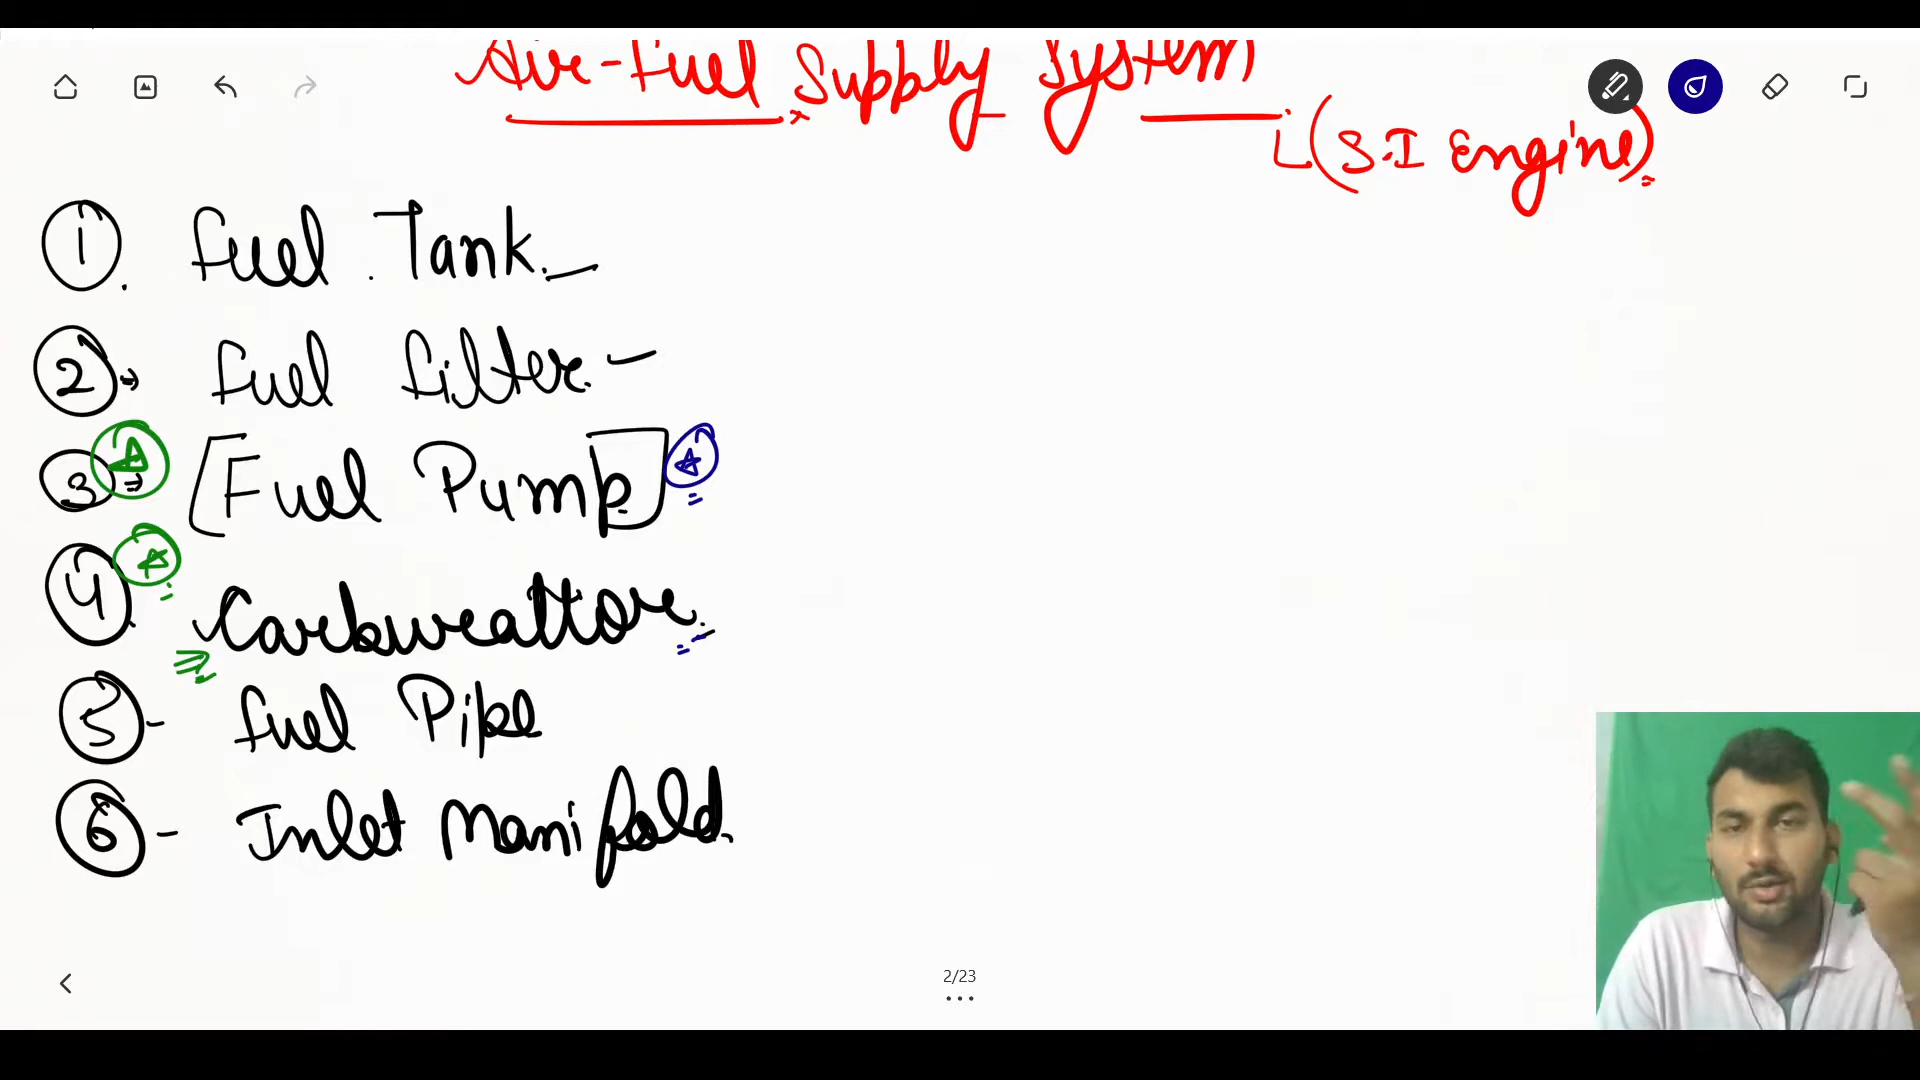 Air-Fuel Supply System
(S.I Engine)
1. Fuel Tank.
2 Fuel Filter.
3 [Fuel Pump]
4 Carbureattor.
5- Fuel Pipe
6- Inlet Manifold.
2/23